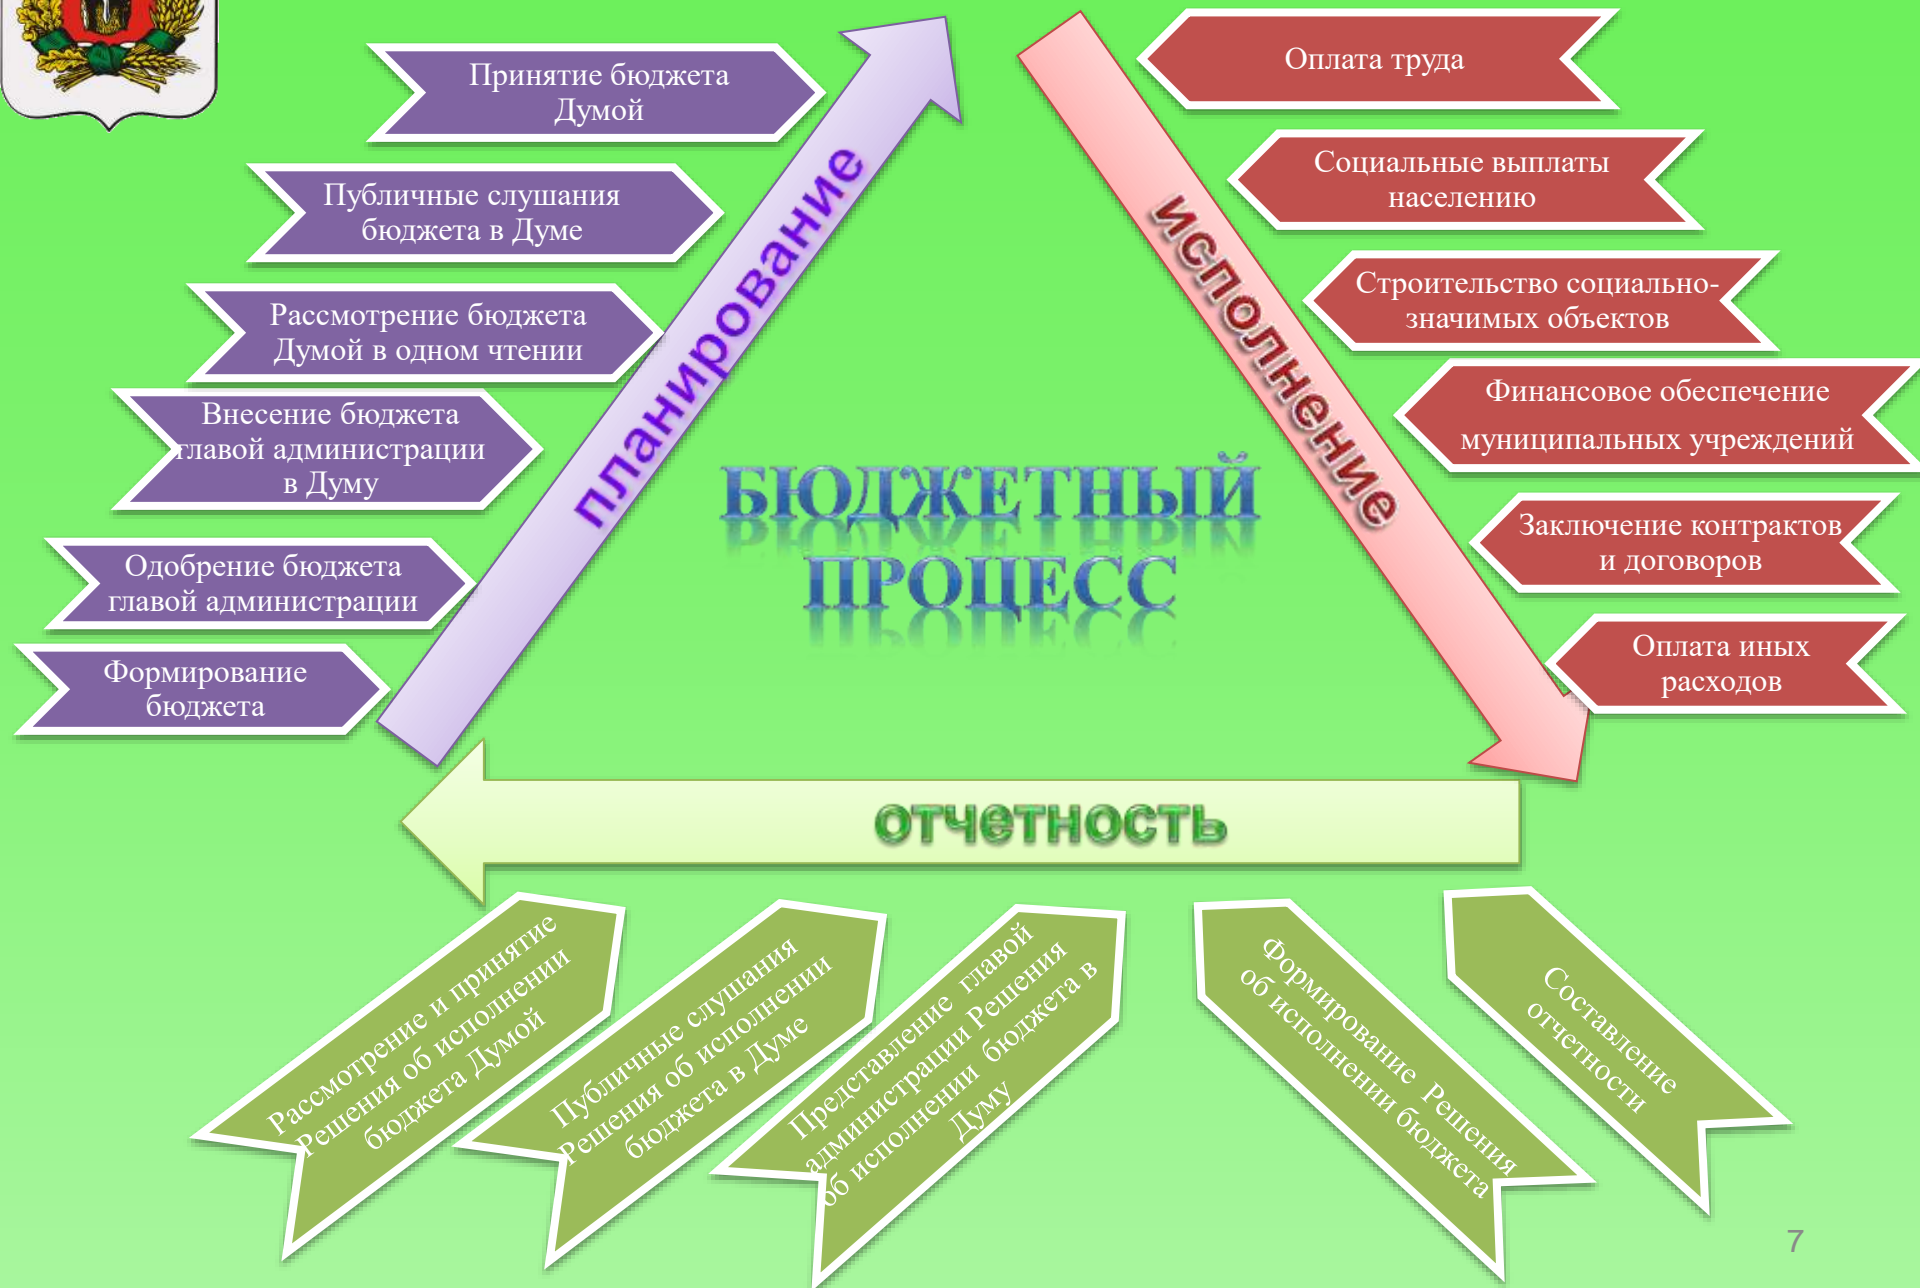 Принятие бюджета
Думой
Публичные слушания
бюджета в Думе
Рассмотрение бюджета
Думой в одном чтении
Внесение бюджета
главой администрации
в Думу
Одобрение бюджета
главой администрации
Формирование
бюджета
планирование
БЮДЖЕТНЫЙ
ПРОЦЕСС
исполнение
Оплата труда
Социальные выплаты
населению
Строительство социально-
значимых объектов
Финансовое обеспечение
муниципальных учреждений
Заключение контрактов
и договоров
Оплата иных
расходов
отчетность
Рассмотрение и принятие
Решения об исполнении
бюджета Думой
Публичные слушания
Решения об исполнении
бюджета в Думе
Представление главой
администрации Решения
об исполнении бюджета в
Думу
Формирование Решения
об исполнении бюджета
Составление
отчетности
7